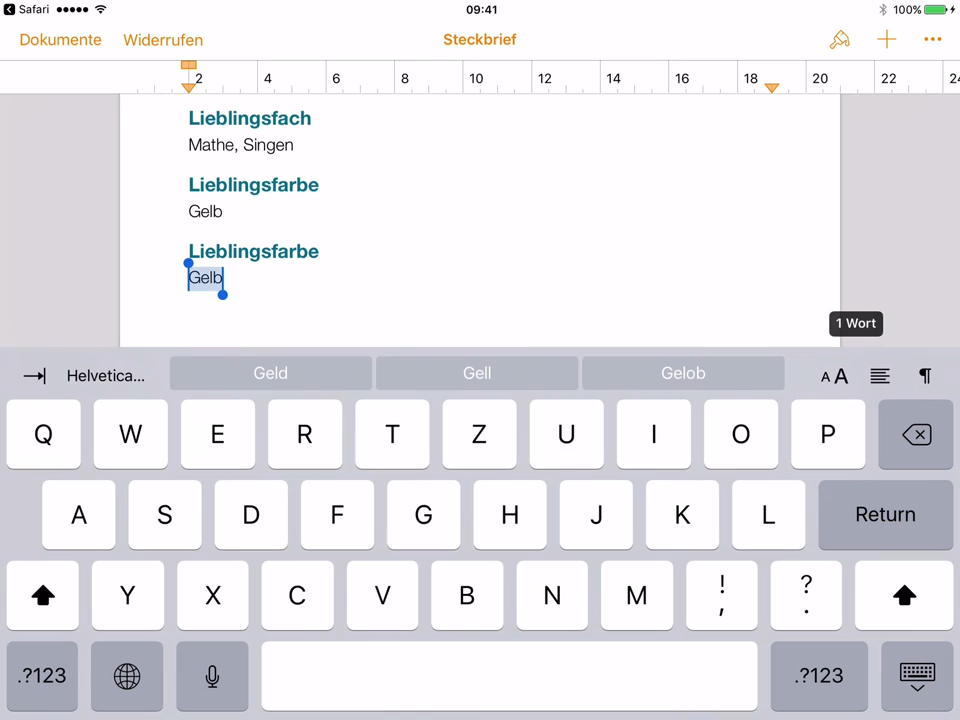 Safari 09:41 100%
Dokumente Widerrufen Steckbrief
2 4 6 8 10 12 14 16 18 20 22 24
Lieblingsfach
Mathe, Singen
Lieblingsfarbe
Gelb
Lieblingsfarbe
Gelb
1 Wort
Helvetica... Geld Gell Gelob A A ¶
Q W E R T Z U I O P
A S D F G H J K L Return
Y X C V B N M ! , ? .
.?123 .?123